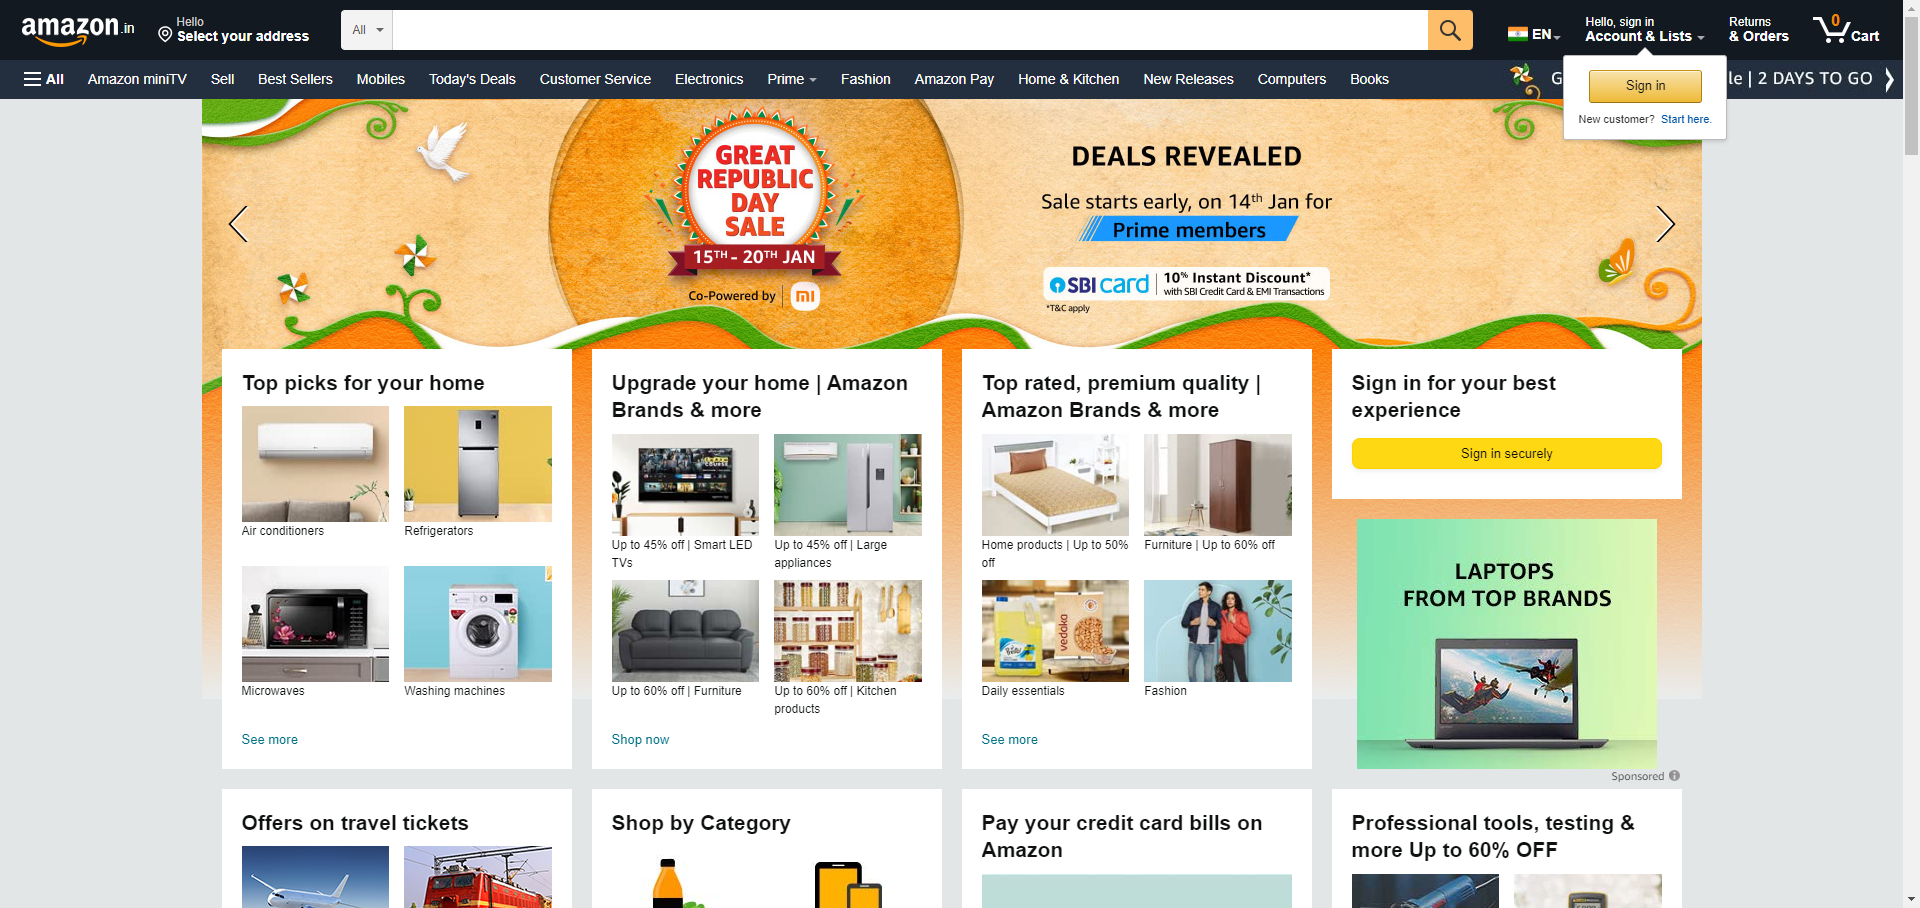 amazon.in
Hello
Select your address
All
EN
Hello, sign in
Account & Lists
Returns
& Orders
0
Cart
All
Amazon miniTV
Sell
Best Sellers
Mobiles
Today's Deals
Customer Service
Electronics
Prime
Fashion
Amazon Pay
Home & Kitchen
New Releases
Computers
Books
G
le | 2 DAYS TO GO
Sign in
New customer? Start here.
GREAT
REPUBLIC
DAY
SALE
15TH - 20TH JAN
Co-Powered by
mi
DEALS REVEALED
Sale starts early, on 14th Jan for
Prime members
SBI card
10% Instant Discount*
with SBI Credit Card & EMI Transactions
*T&C apply
Top picks for your home
Air conditioners
Refrigerators
Microwaves
Washing machines
See more
Upgrade your home | Amazon
Brands & more
Up to 45% off | Smart LED
TVs
Up to 45% off | Large
appliances
Up to 60% off | Furniture
Up to 60% off | Kitchen
products
Shop now
Top rated, premium quality |
Amazon Brands & more
Home products | Up to 50%
off
Furniture | Up to 60% off
vedaka
Daily essentials
Fashion
See more
Sign in for your best
experience
Sign in securely
LAPTOPS
FROM TOP BRANDS
Sponsored
Offers on travel tickets
Shop by Category
Pay your credit card bills on
Amazon
Professional tools, testing &
more Up to 60% OFF